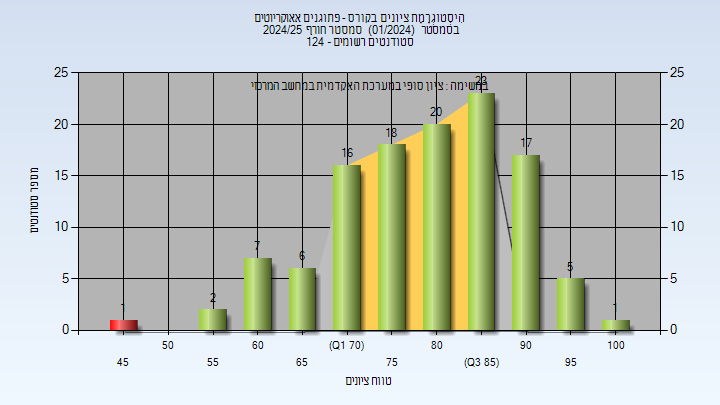 היסטוגרמת ציונים בקורס - פתוגנים אאוקריוטים
בסמסטר (01/2024) סמסטר חורף 2024/25
סטודנטים רשומים - 124
במשימה : ציון סופי במערכת האקדמית במחשב המרכזי
25 25
20 20
15 15
10 10
5 5
0 0
1 2 7 6 16 18 20 23 17 5 1
45 50 55 60 65 (Q1 70) 75 80 (Q3 85) 90 95 100
מספר סטודנטים
טווח ציונים